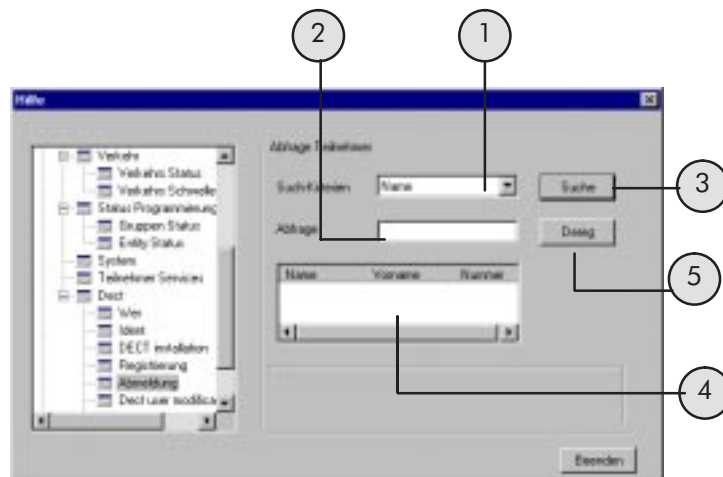 2
1
Hilfe
Verkehr
Verkehrs Status
Verkehrs Schwelle
Status Programmierung
Gruppen Status
Entity Status
System
Teilnehmer Services
Dect
Wer
Ident
DECT installation
Registrierung
Abmeldung
Dect user modifica
Abfrage Teilnehmer
Such-Kriterien
Name
Suche
3
Abfrage
Dereg
5
Name Vorname Nummer
4
Beenden